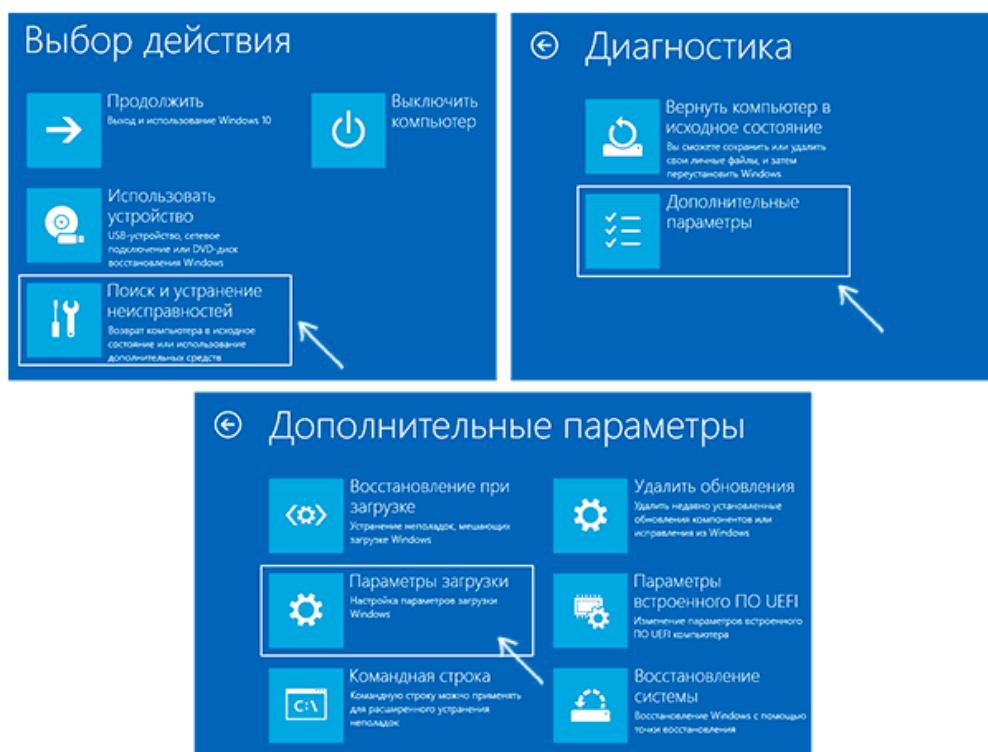 Выбор действия
Продолжить
Выход и использование Windows 10
Выключить
компьютер
Использовать
устройство
USB-устройство, сетевое
подключение или DVD-диск
восстановления Windows
Поиск и устранение
неисправностей
Возврат компьютера в исходное
состояние или использование
дополнительных средств
Диагностика
Вернуть компьютер в
исходное состояние
Вы сможете сохранить или удалить
свои личные файлы, и затем
переустановить Windows.
Дополнительные
параметры
Дополнительные параметры
Восстановление при
загрузке
Устранение неполадок, мешающих
загрузке Windows
Удалить обновления
Удалить недавно установленные
обновления компонентов или
исправления из Windows
Параметры загрузки
Настройка параметров загрузки
Windows
Параметры
встроенного ПО UEFI
Изменение параметров встроенного
ПО UEFI компьютера
C:\
Командная строка
Командную строку можно применять
для расширенного устранения
неполадок
Восстановление
системы
Восстановление Windows с помощью
точки восстановления